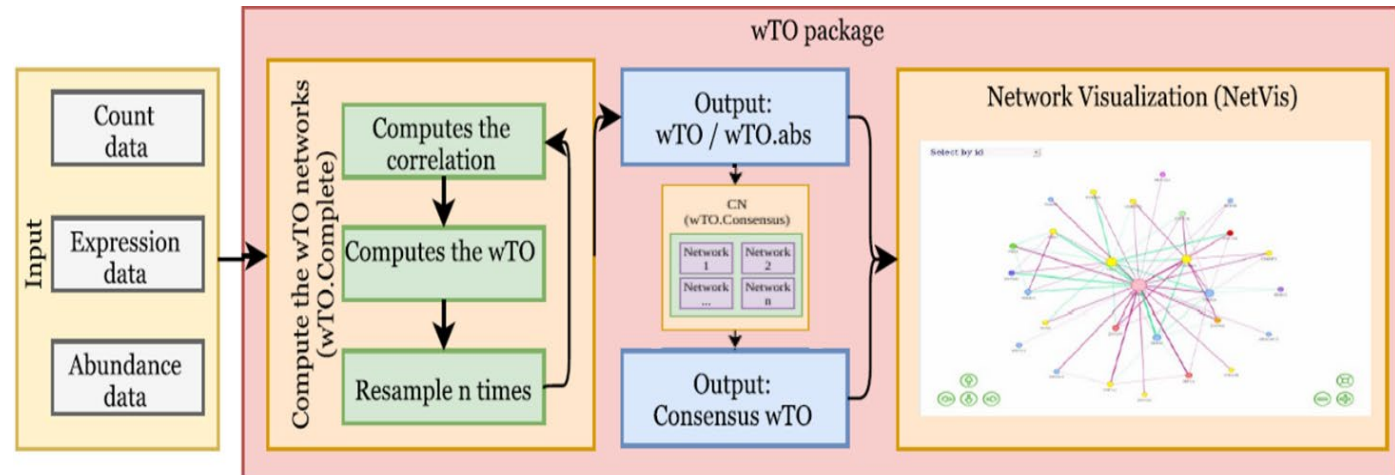 wTO package
Input
Count
data
Expression
data
Abundance
data
Compute the wTO networks
(wTO.Complete)
Computes the
correlation
Computes the wTO
Resample n times
Output:
wTO / wTO.abs
CN
(wTO.Consensus)
Network
1
Network
2
Network
...
Network
n
Output:
Consensus wTO
Network Visualization (NetVis)
Select by id